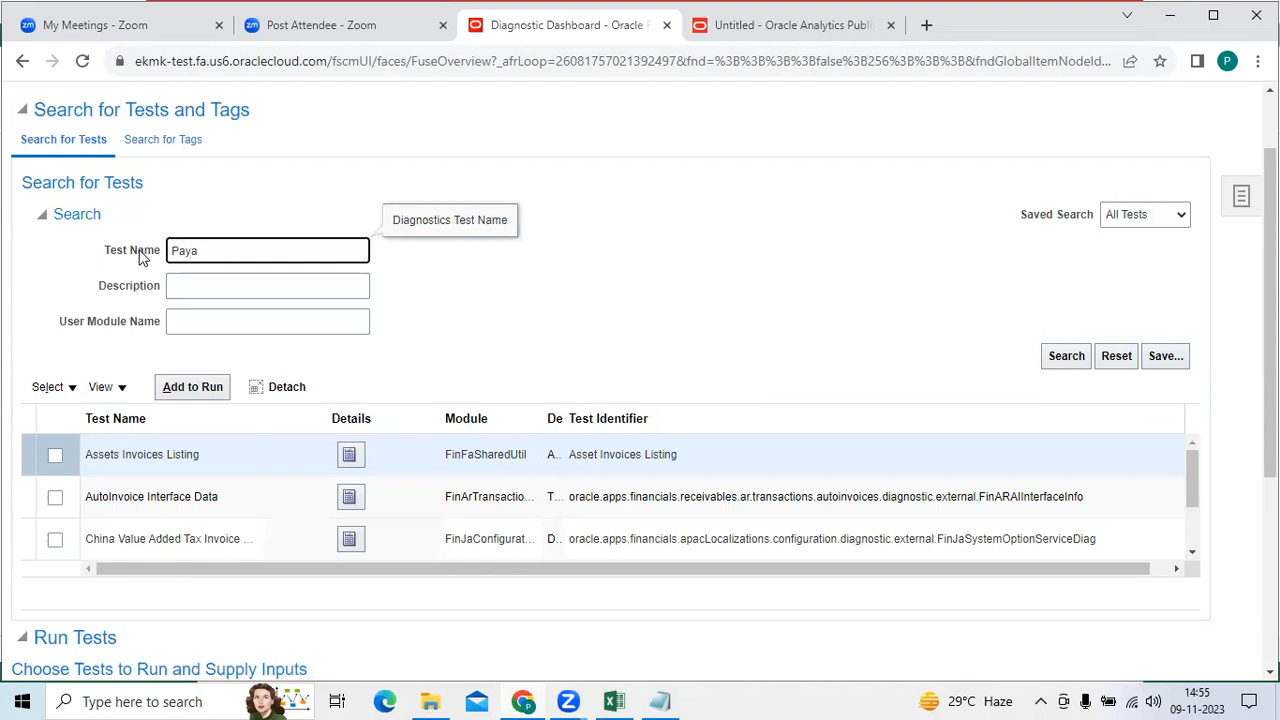 My Meetings - Zoom
Post Attendee - Zoom
Diagnostic Dashboard - Oracle F
Untitled - Oracle Analytics Publi
ekmk-test.fa.us6.oraclecloud.com/fscmUI/faces/FuseOverview?_afrLoop=26081757021392497&fnd=%3B%3B%3B%3Bfalse%3B256%3B%3B%3B&fndGlobalItemNodeId...
P
Search for Tests and Tags
Search for Tests
Search for Tags
Search for Tests
Search
Diagnostics Test Name
Saved Search
All Tests
Test Name
Paya
Description
User Module Name
Search
Reset
Save...
Select
View
Add to Run
Detach
Test Name
Details
Module
De
Test Identifier
Assets Invoices Listing
FinFaSharedUtil
A..
Asset Invoices Listing
AutoInvoice Interface Data
FinArTransactio...
T...
oracle.apps.financials.receivables.ar.transactions.autoinvoices.diagnostic.external.FinARAIInterfaceInfo
China Value Added Tax Invoice ...
FinJaConfigurat...
D..
oracle.apps.financials.apacLocalizations.configuration.diagnostic.external.FinJaSystemOptionServiceDiag
Run Tests
Choose Tests to Run and Supply Inputs
Type here to search
29°C Haze
14:55
09-11-2023